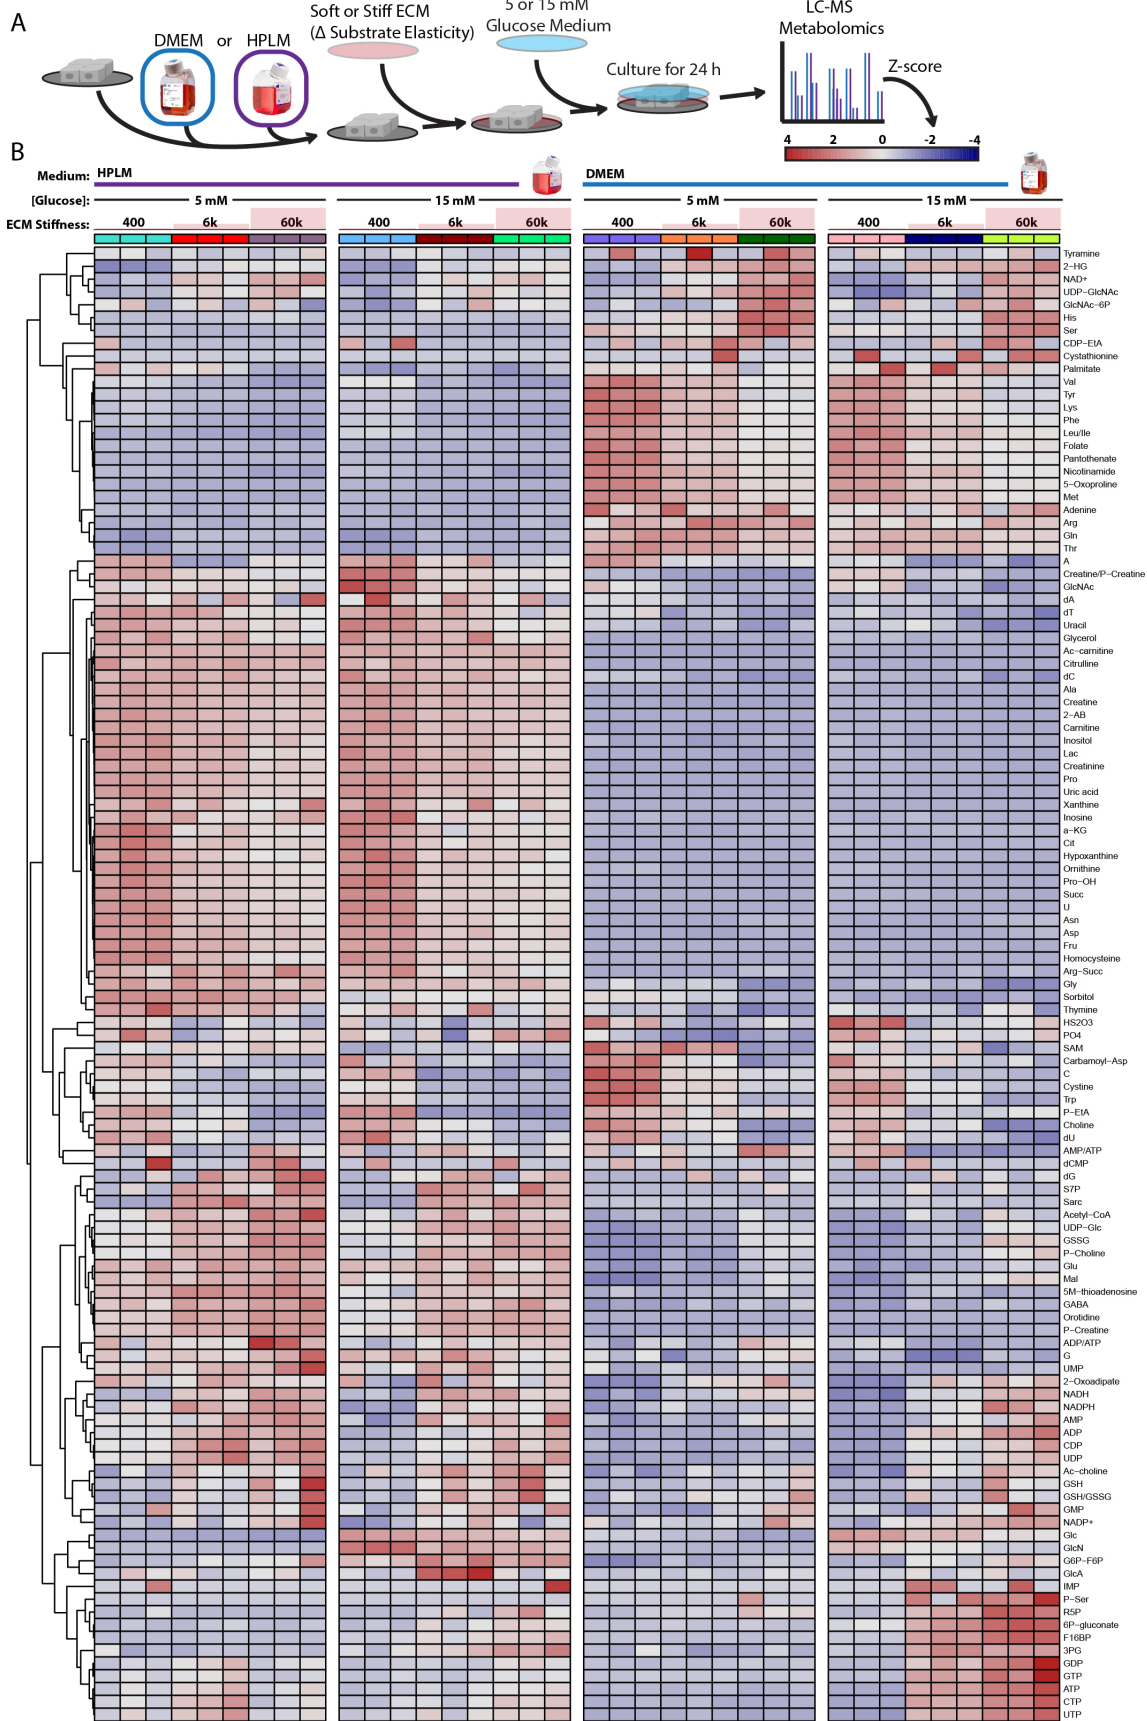 A
Soft or Stiff ECM
(Δ Substrate Elasticity)
5 or 15 mM
Glucose Medium
LC-MS
Metabolomics
DMEM or HPLM
Culture for 24 h
Z-score
4 2 0 -2 -4
B
Medium: HPLM DMEM
[Glucose]: 5 mM 15 mM 5 mM 15 mM
ECM Stiffness: 400 6k 60k 400 6k 60k 400 6k 60k 400 6k 60k
Tyramine
2-HG
NAD+
UDP-GlcNAc
GlcNAc-6P
His
Ser
CDP-EtA
Cystathionine
Palmitate
Val
Tyr
Lys
Phe
Leu/Ile
Folate
Pantothenate
Nicotinamide
5-Oxoproline
Met
Adenine
Arg
Gln
Thr
A
Creatine/P-Creatine
GlcNAc
dA
dT
Uracil
Glycerol
Ac-carnitine
Citrulline
dC
Ala
Creatine
2-AB
Carnitine
Inositol
Lac
Creatinine
Pro
Uric acid
Xanthine
Inosine
a-KG
Cit
Hypoxanthine
Ornithine
Pro-OH
Succ
U
Asn
Asp
Fru
Homocysteine
Arg-Succ
Gly
Sorbitol
Thymine
HS2O3
PO4
SAM
Carbamoyl-Asp
C
Cystine
Trp
P-EtA
Choline
dU
AMP/ATP
dCMP
dG
S7P
Sarc
Acetyl-CoA
UDP-Glc
GSSG
P-Choline
Glu
Mal
5M-thioadenosine
GABA
Orotidine
P-Creatine
ADP/ATP
G
UMP
2-Oxoadipate
NADH
NADPH
AMP
ADP
CDP
UDP
Ac-choline
GSH
GSH/GSSG
GMP
NADP+
Glc
GlcN
G6P-F6P
GlcA
IMP
P-Ser
R5P
6P-gluconate
F16BP
3PG
GDP
GTP
ATP
CTP
UTP